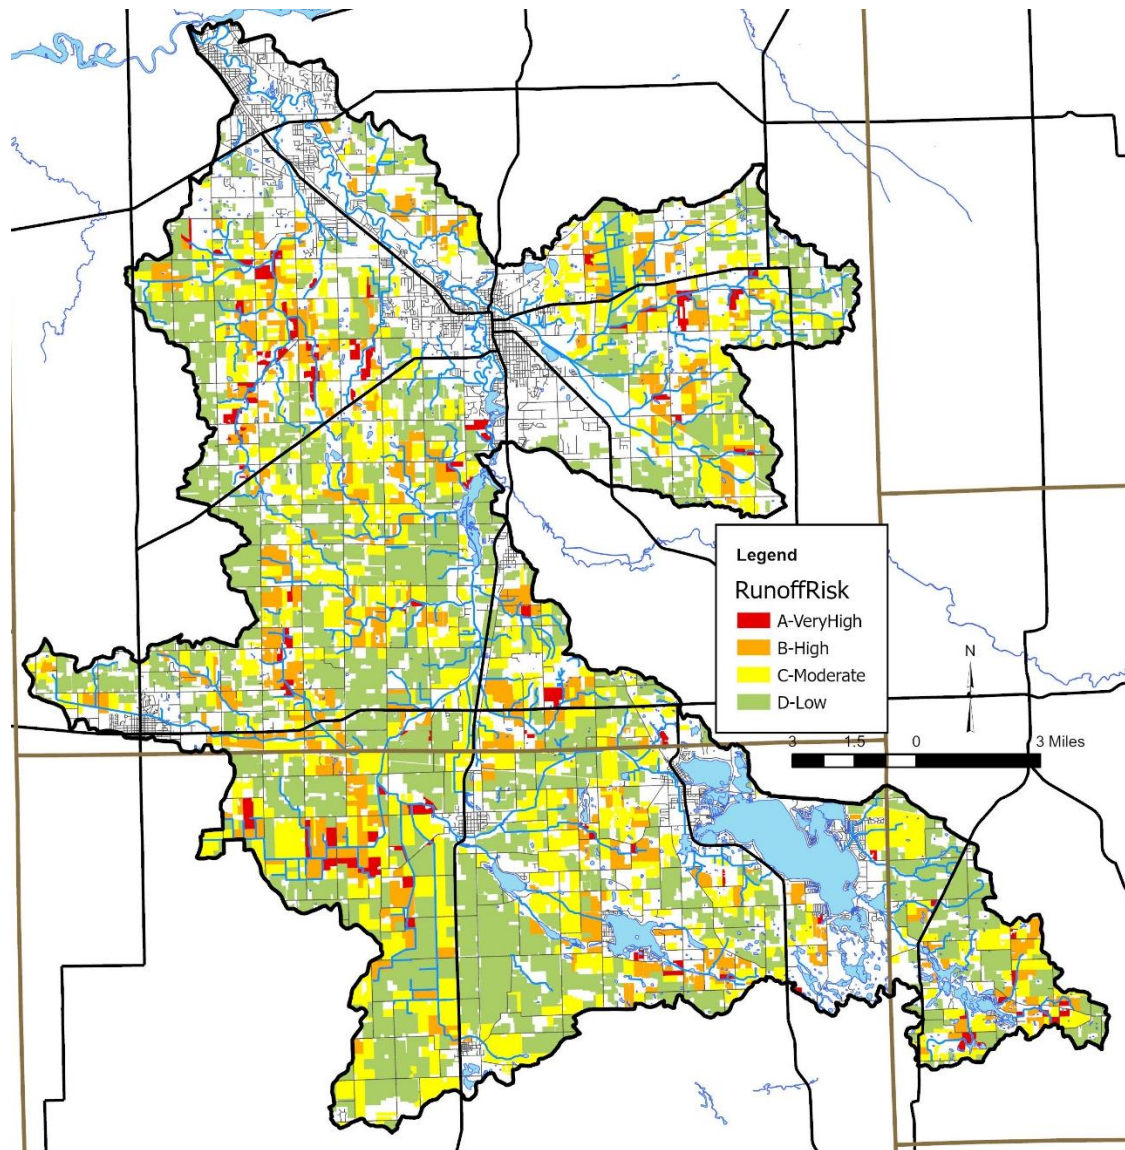 Legend
RunoffRisk
A-VeryHigh
B-High
C-Moderate
D-Low
N
3 1.5 0 3 Miles